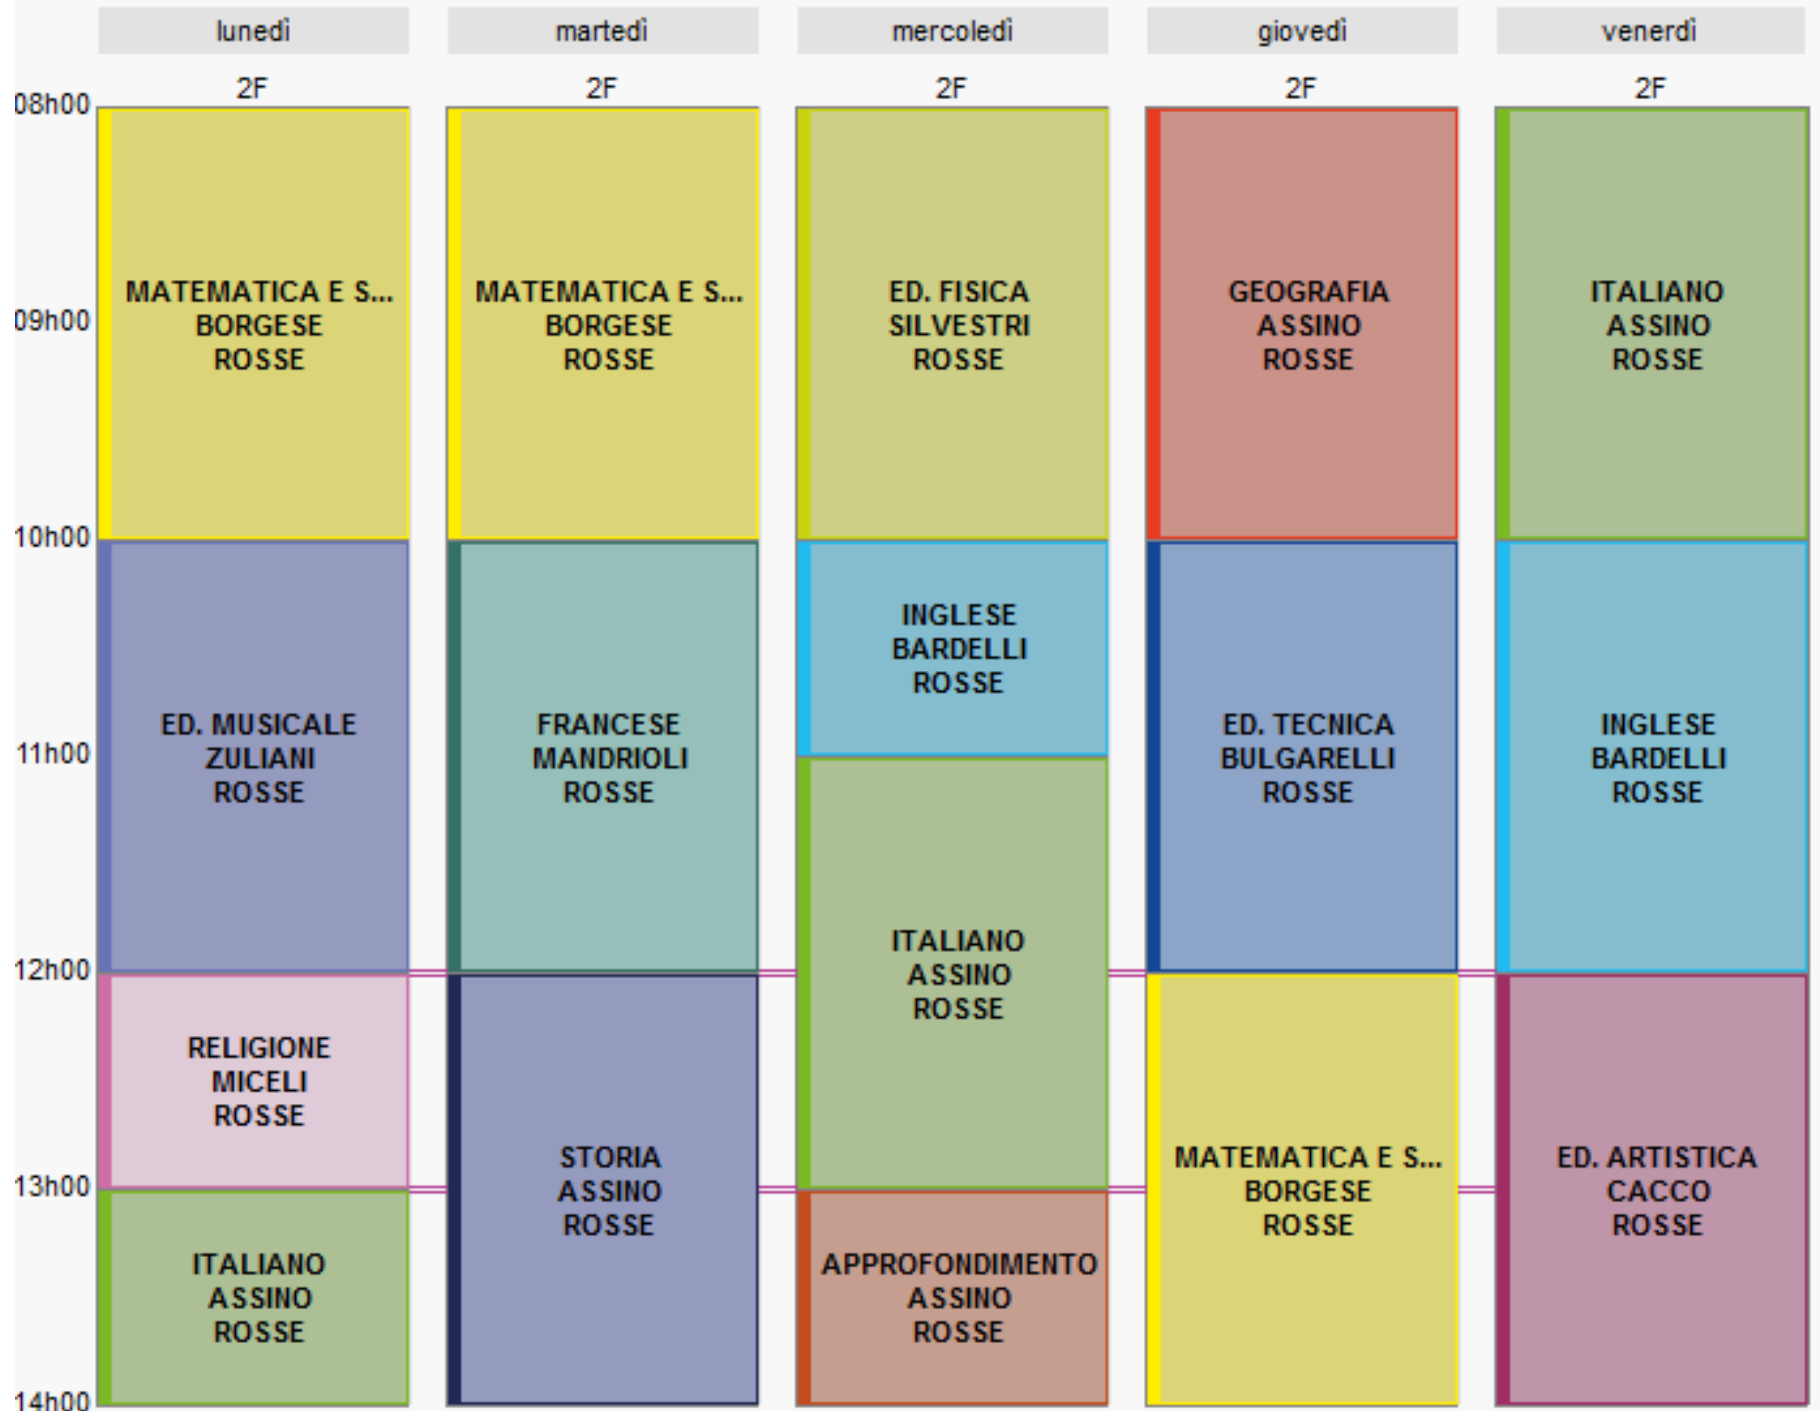 lunedì martedì mercoledì giovedì venerdì
2F 2F 2F 2F 2F
08h00
09h00
10h00
11h00
12h00
13h00
14h00
MATEMATICA E S...
BORGESE
ROSSE
ED. MUSICALE
ZULIANI
ROSSE
RELIGIONE
MICELI
ROSSE
ITALIANO
ASSINO
ROSSE
MATEMATICA E S...
BORGESE
ROSSE
FRANCESE
MANDRIOLI
ROSSE
STORIA
ASSINO
ROSSE
ED. FISICA
SILVESTRI
ROSSE
INGLESE
BARDELLI
ROSSE
ITALIANO
ASSINO
ROSSE
APPROFONDIMENTO
ASSINO
ROSSE
GEOGRAFIA
ASSINO
ROSSE
ED. TECNICA
BULGARELLI
ROSSE
MATEMATICA E S...
BORGESE
ROSSE
ITALIANO
ASSINO
ROSSE
INGLESE
BARDELLI
ROSSE
ED. ARTISTICA
CACCO
ROSSE